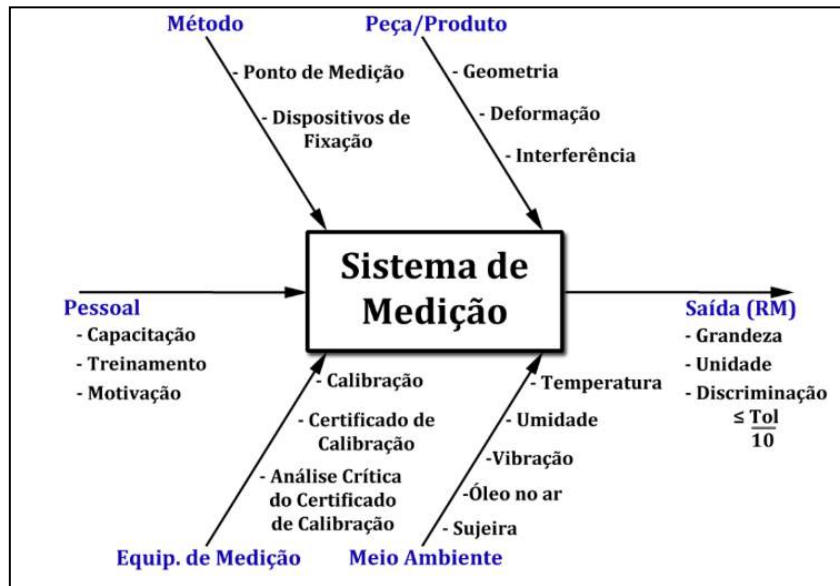 Método
- Ponto de Medição
- Dispositivos de
Fixação
Peça/Produto
- Geometria
- Deformação
- Interferência
Sistema de
Medição
Pessoal
- Capacitação
- Treinamento
- Motivação
Saída (RM)
- Grandeza
- Unidade
- Discriminação
≤ Tol
10
- Calibração
- Certificado de
Calibração
- Análise Crítica
do Certificado
de Calibração
Equip. de Medição
- Temperatura
- Umidade
-Vibração
-Óleo no ar
- Sujeira
Meio Ambiente